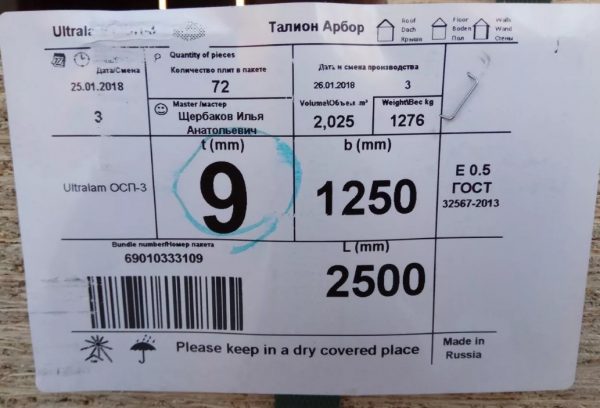 Ultralam
Талион Арбор
Roof
Dach
Крыша
Floor
Boden
Пол
Walls
Wand
Стены
Дата/Смена
25.01.2018
3
Quantity of pieces
Количество плит в пакете
72
Дата и смена производства
26.01.2018 3
Master /мастер
Щербаков Илья
Анатольевич
Volume\Объем м³
2,025
Weight\Вес kg
1276
Ultralam ОСП-3
t (mm)
9
b (mm)
1250
E 0.5
ГОСТ
32567-2013
Bundle number/Номер пакета
69010333109
L (mm)
2500
Please keep in a dry covered place
Made in
Russia